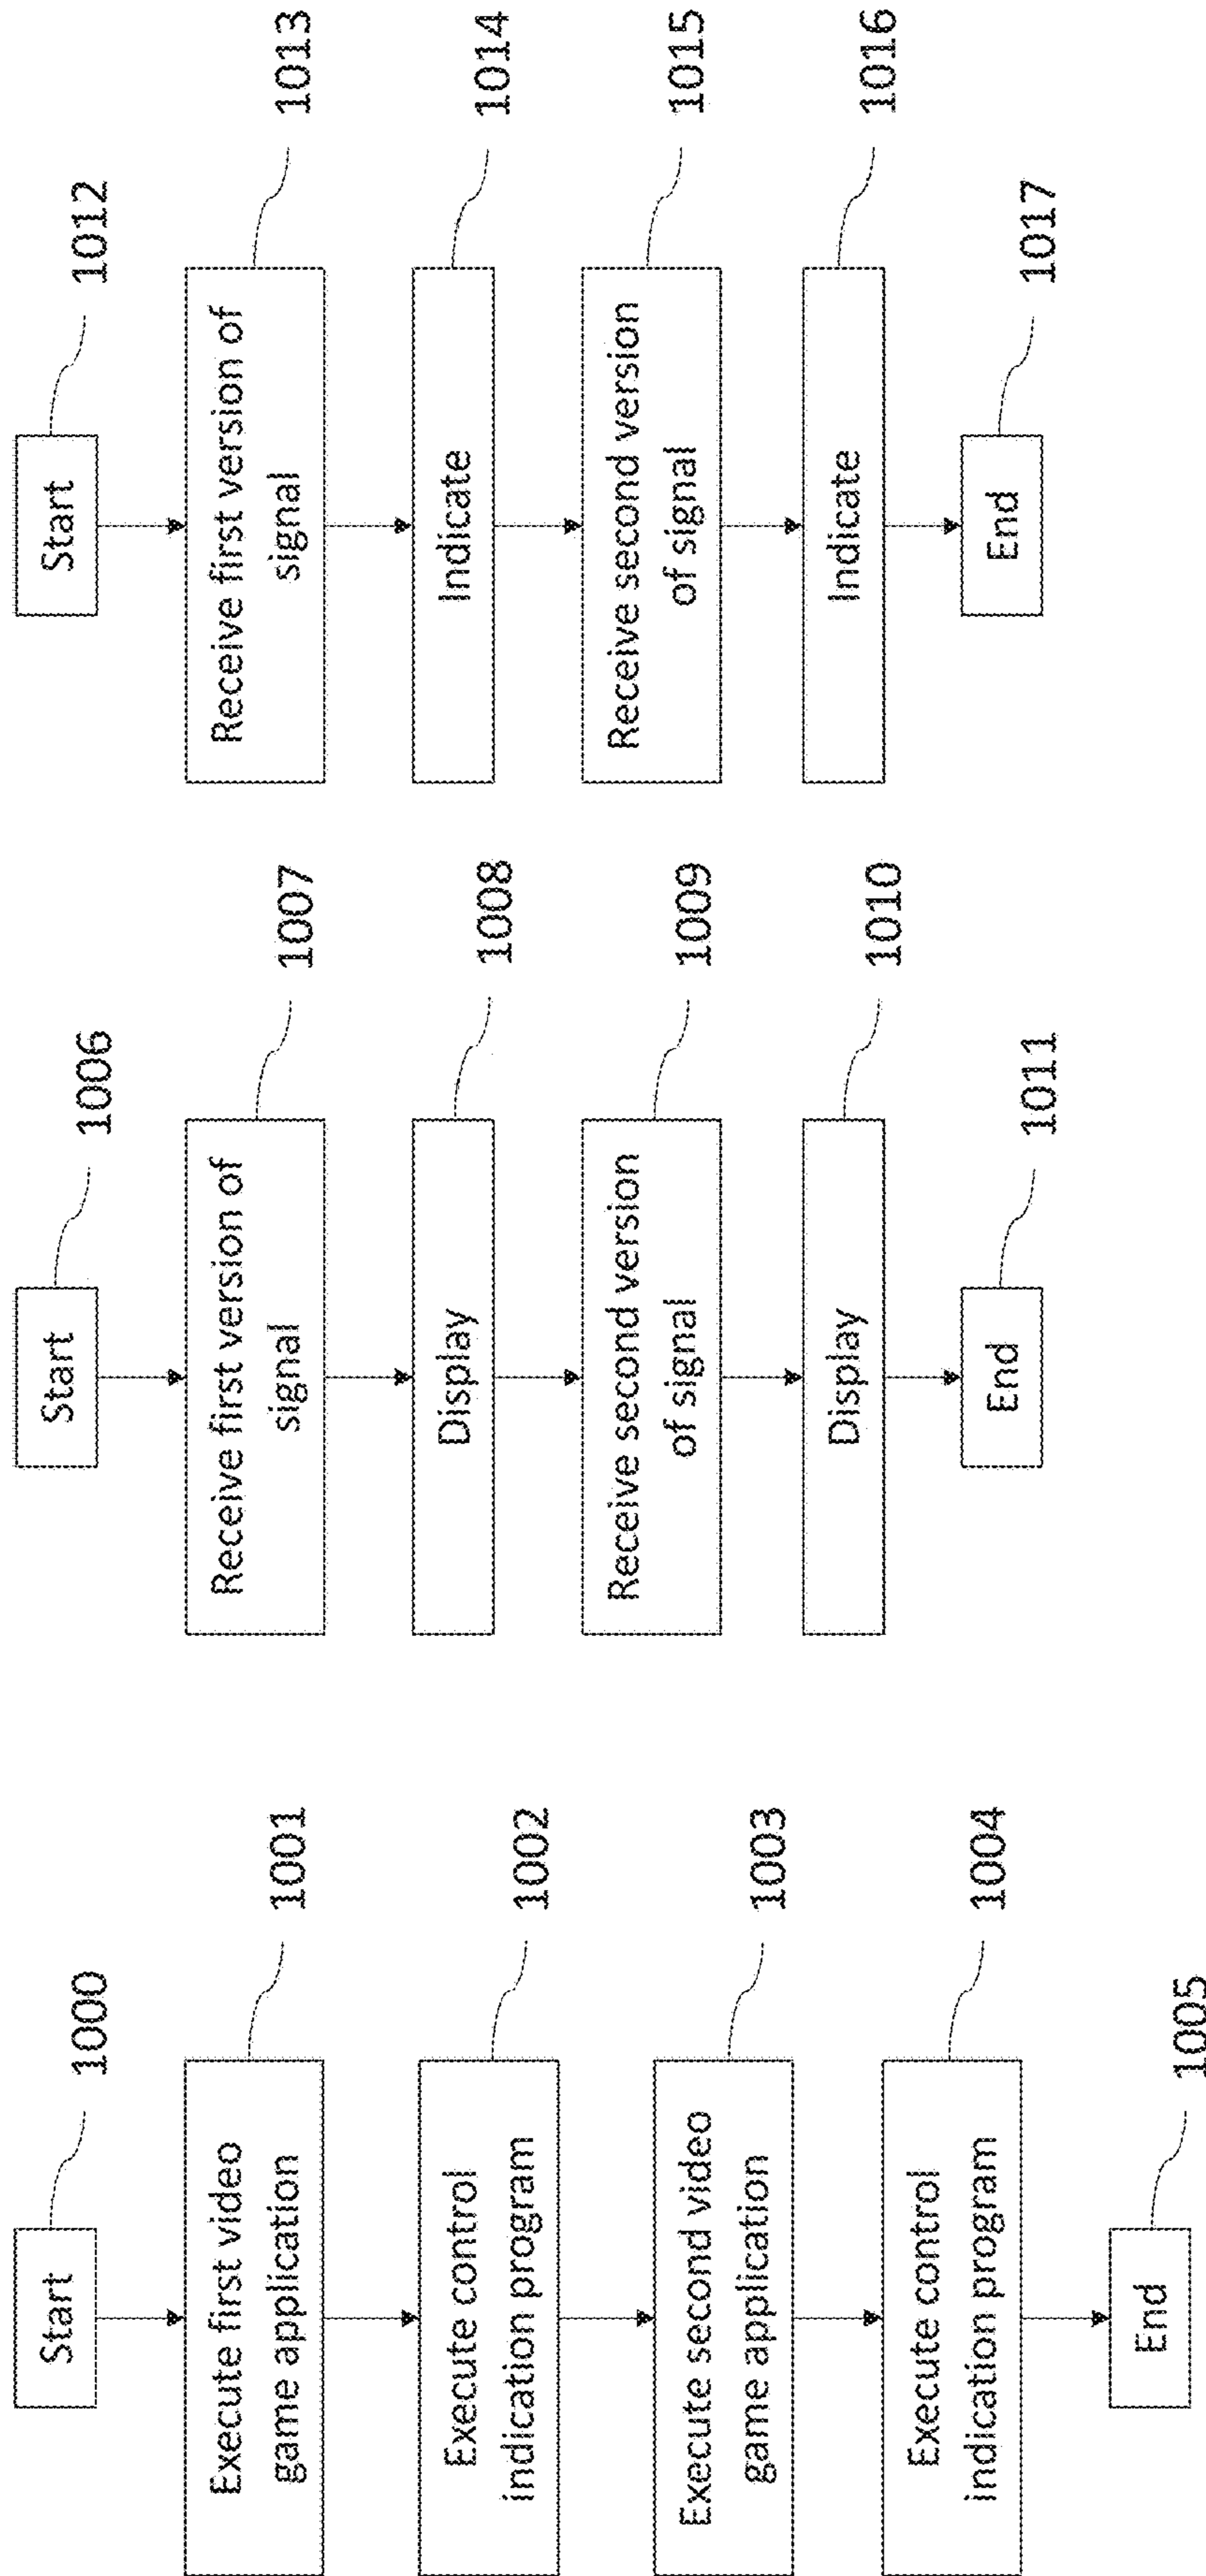 Start
1000
Execute first video
game application
1001
Execute control
indication program
1002
Execute second video
game application
1003
Execute control
indication program
1004
End
1005
Start
1006
Receive first version of
signal
1007
Display
1008
Receive second version
of signal
1009
Display
1010
End
1011
Start
1012
Receive first version of
signal
1013
Indicate
1014
Receive second version
of signal
1015
Indicate
1016
End
1017